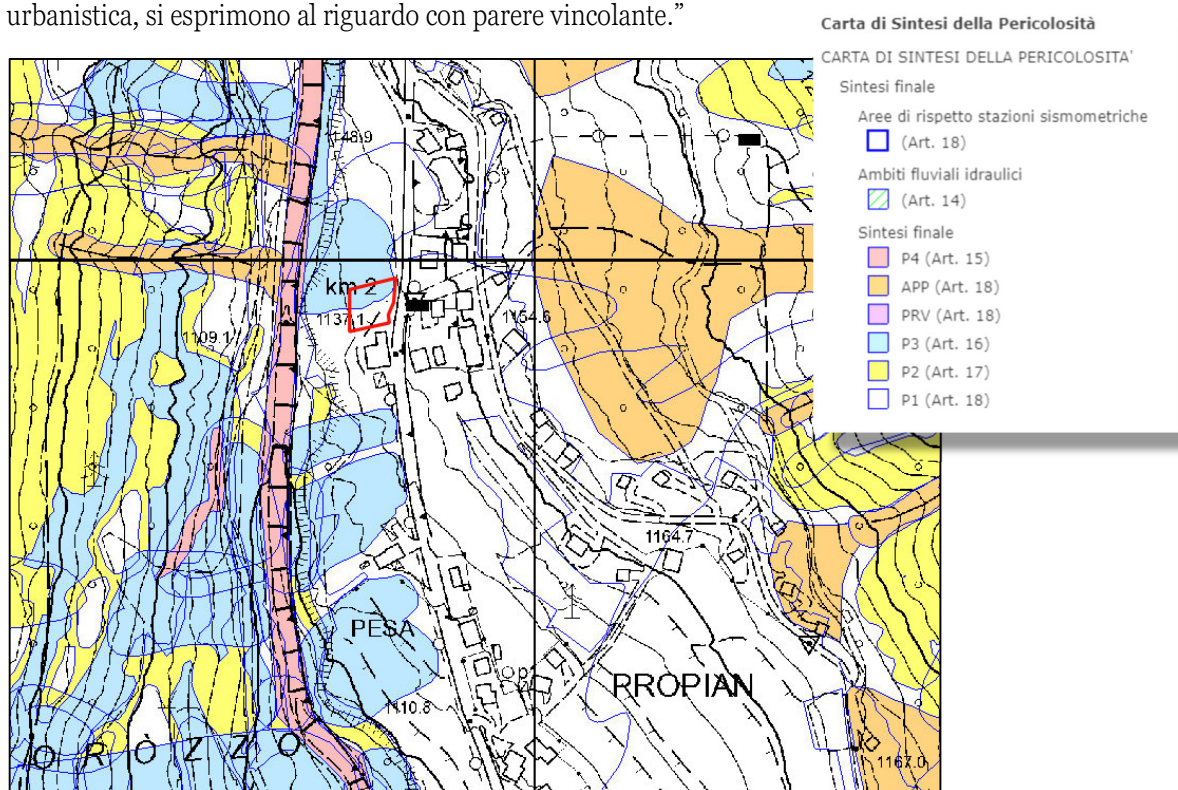 urbanistica, si esprimono al riguardo con parere vincolante.”
Carta di Sintesi della Pericolosità
CARTA DI SINTESI DELLA PERICOLOSITA'
Sintesi finale
Aree di rispetto stazioni sismometriche
(Art. 18)
Ambiti fluviali idraulici
(Art. 14)
Sintesi finale
P4 (Art. 15)
APP (Art. 18)
PRV (Art. 18)
P3 (Art. 16)
P2 (Art. 17)
P1 (Art. 18)
1148.9
km 2
1137.1
1154.6
1109.1
1164.7
PESA
PROPIAN
1110.8
ORÒZZO
1167.0